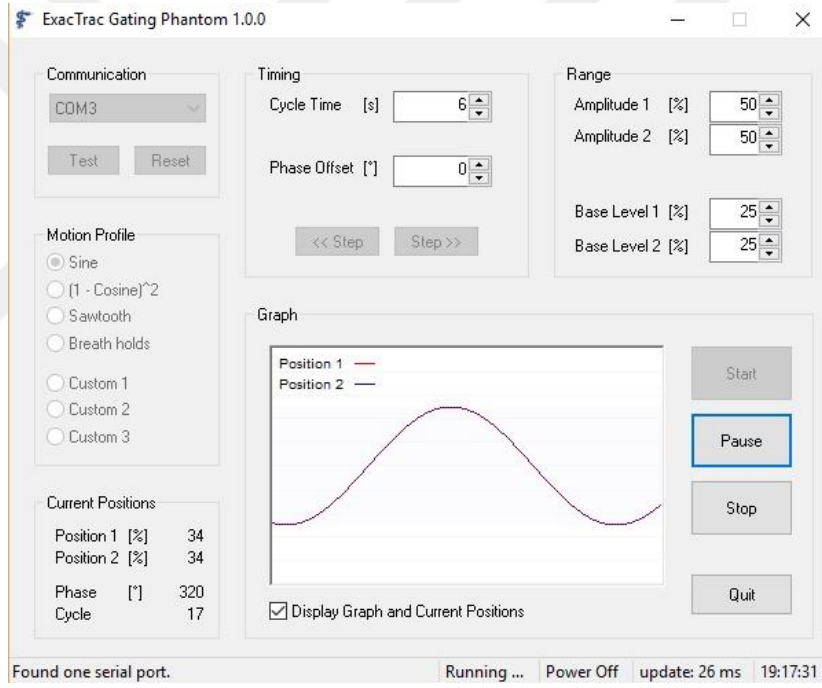 ExacTrac Gating Phantom 1.0.0
Communication
COM3
Test Reset
Motion Profile
Sine
(1 - Cosine)^2
Sawtooth
Breath holds
Custom 1
Custom 2
Custom 3
Current Positions
Position 1 [%] 34
Position 2 [%] 34
Phase [°] 320
Cycle 17
Timing
Cycle Time [s] 6
Phase Offset [°] 0
<< Step Step >>
Range
Amplitude 1 [%] 50
Amplitude 2 [%] 50
Base Level 1 [%] 25
Base Level 2 [%] 25
Graph
Position 1
Position 2
Display Graph and Current Positions
Start
Pause
Stop
Quit
Found one serial port. Running ... Power Off update: 26 ms 19:17:31